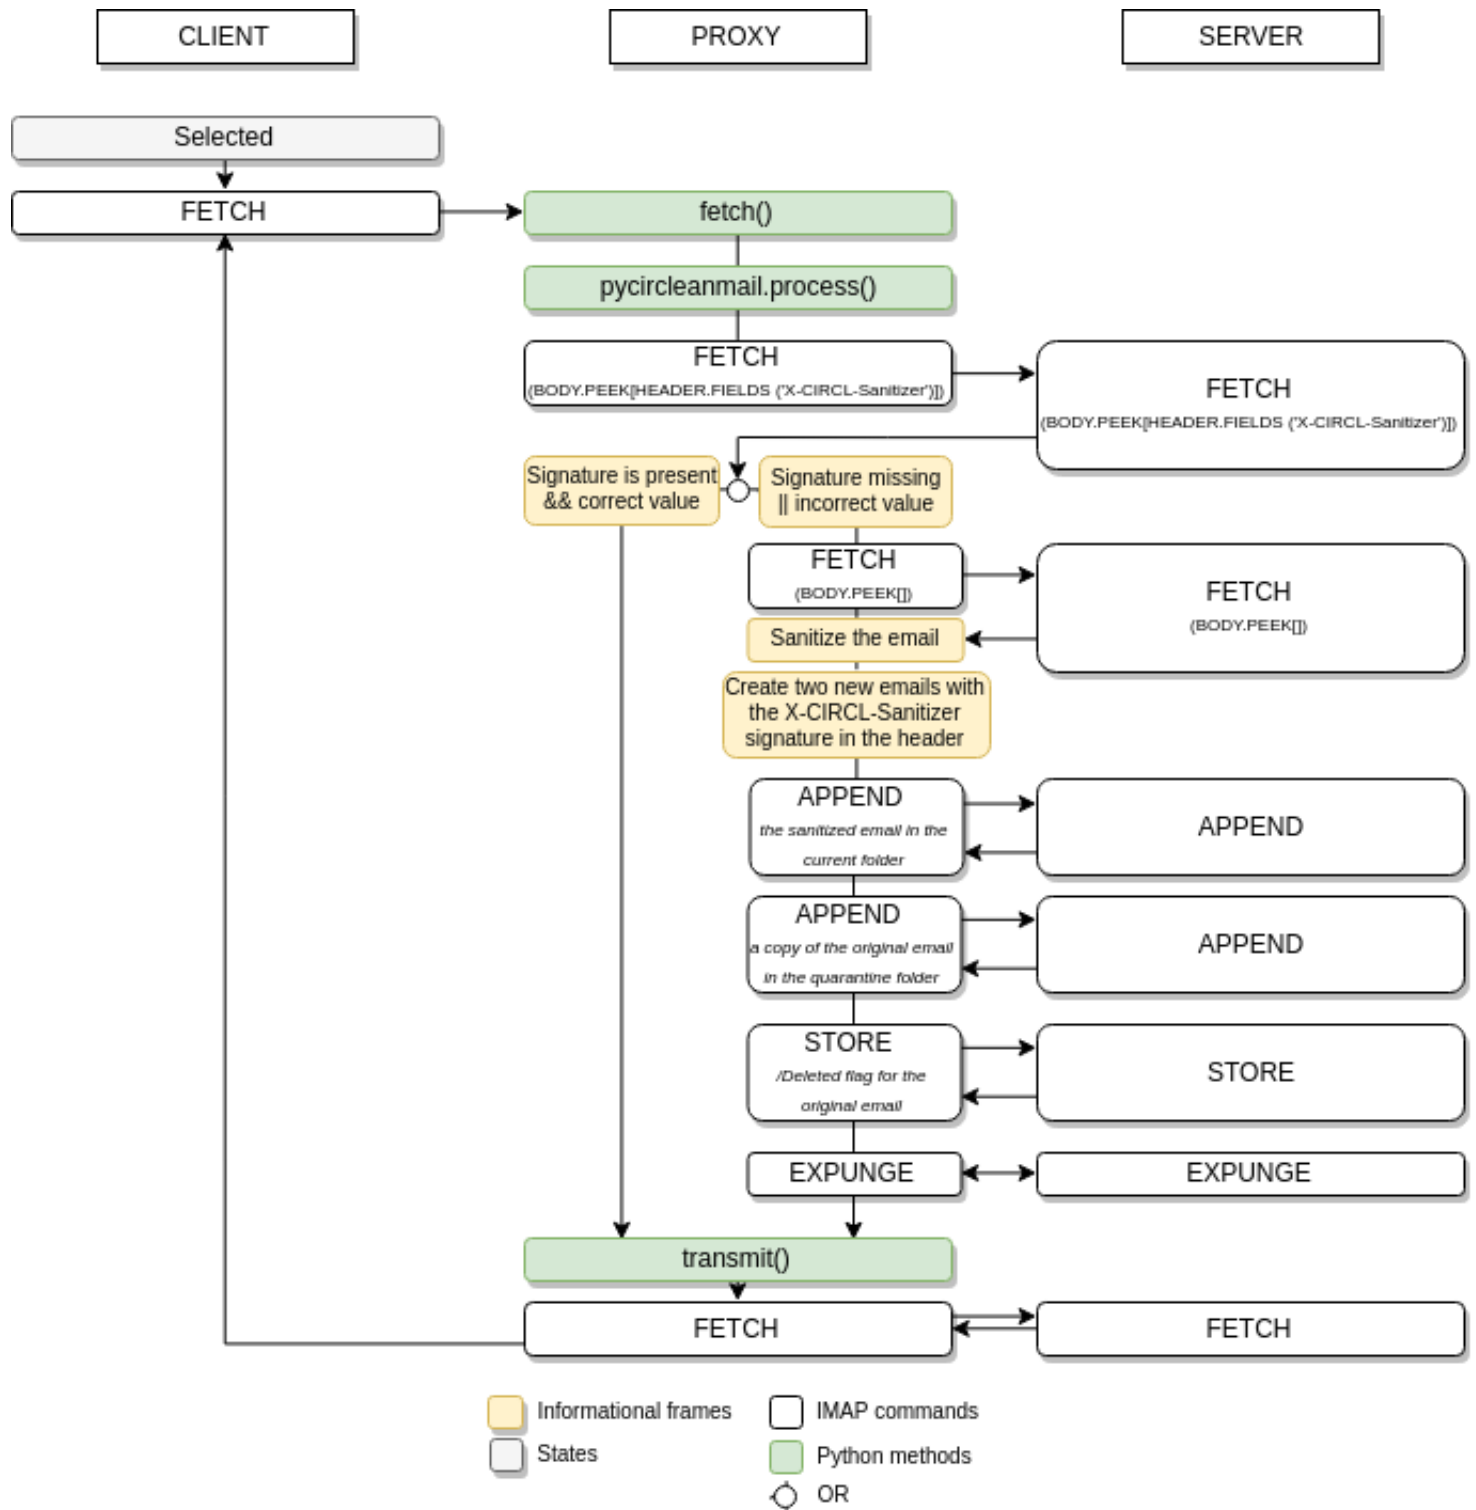 CLIENT
PROXY
SERVER
Selected
FETCH
fetch()
pycircleanmail.process()
FETCH
(BODY.PEEK[HEADER.FIELDS ('X-CIRCL-Sanitizer')])
FETCH
(BODY.PEEK[HEADER.FIELDS ('X-CIRCL-Sanitizer')])
Signature is present
&& correct value
Signature missing
|| incorrect value
FETCH
(BODY.PEEK[])
FETCH
(BODY.PEEK[])
Sanitize the email
Create two new emails with
the X-CIRCL-Sanitizer
signature in the header
APPEND
the sanitized email in the
current folder
APPEND
APPEND
a copy of the original email
in the quarantine folder
APPEND
STORE
/Deleted flag for the
original email
STORE
EXPUNGE
EXPUNGE
transmit()
FETCH
FETCH
Informational frames
IMAP commands
States
Python methods
OR